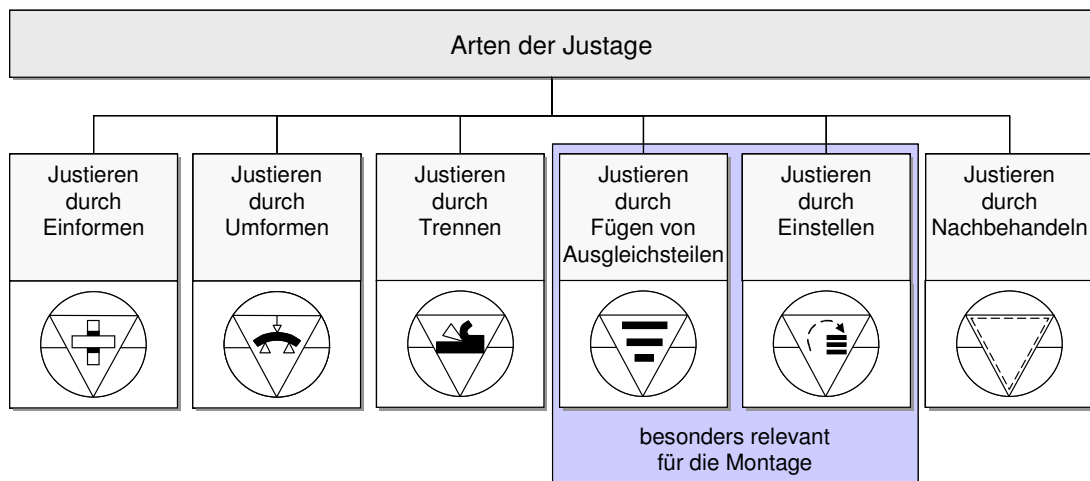 Arten der Justage
Justieren
durch
Einformen
Justieren
durch
Umformen
Justieren
durch
Trennen
Justieren
durch
Fügen von
Ausgleichsteilen
Justieren
durch
Einstellen
Justieren
durch
Nachbehandeln
besonders relevant
für die Montage